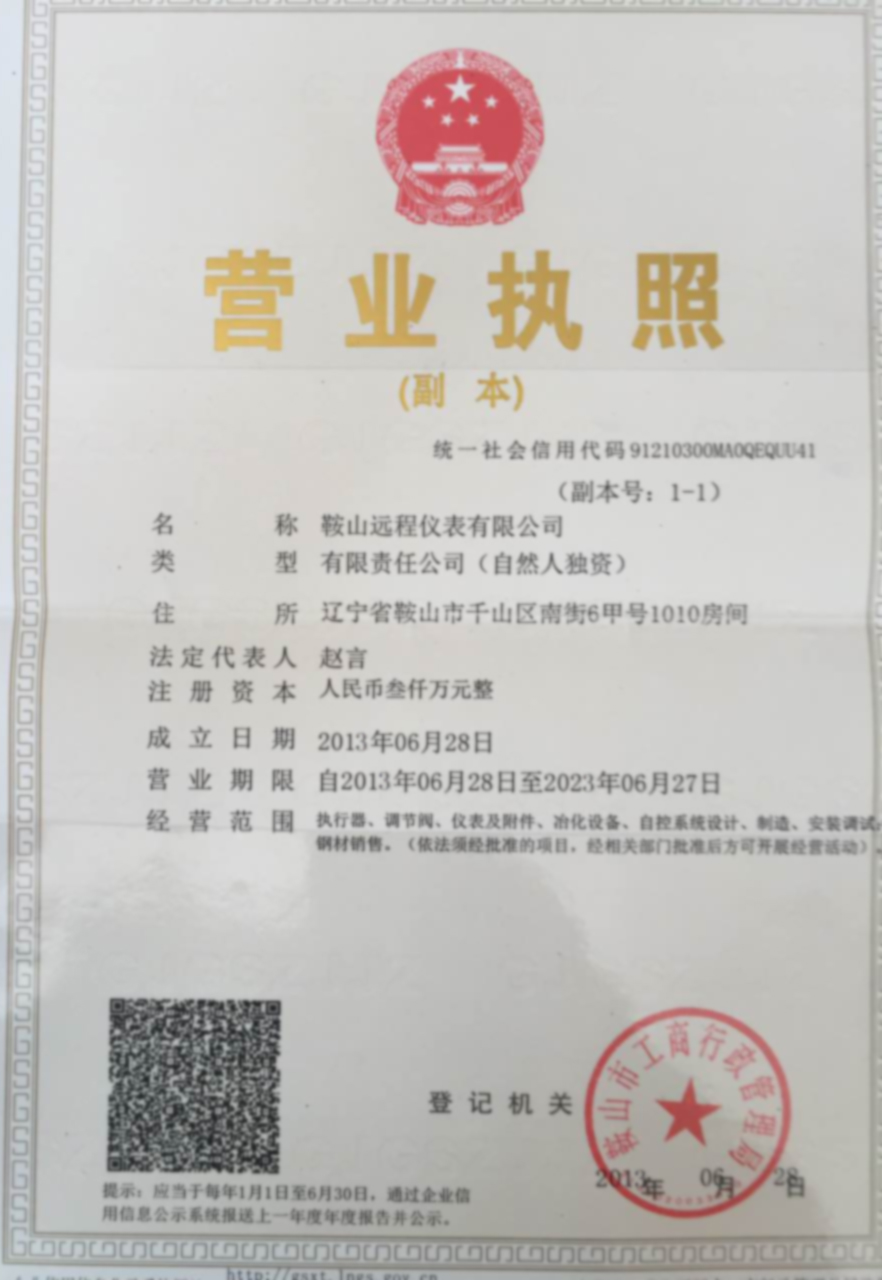 营业执照
(副 本)
统一社会信用代码91210300MA0QEQUU41
（副本号：1-1）
名 称 鞍山远程仪表有限公司
类 型 有限责任公司（自然人独资）
住 所 辽宁省鞍山市千山区南街6甲号1010房间
法定代表人 赵言
注 册 资 本 人民币叁仟万元整
成 立 日 期 2013年06月28日
营 业 期 限 自2013年06月28日至2023年06月27日
经 营 范 围 执行器、调节阀、仪表及附件、冶化设备、自控系统设计、制造、安装调试；
钢材销售。（依法须经批准的项目，经相关部门批准后方可开展经营活动）。
鞍山市工商行政管理局
登 记 机 关
2013年 06月 28日
提示：应当于每年1月1日至6月30日，通过企业信
用信息公示系统报送上一年度年度报告并公示。
http://gsxt.lngs.gov.cn